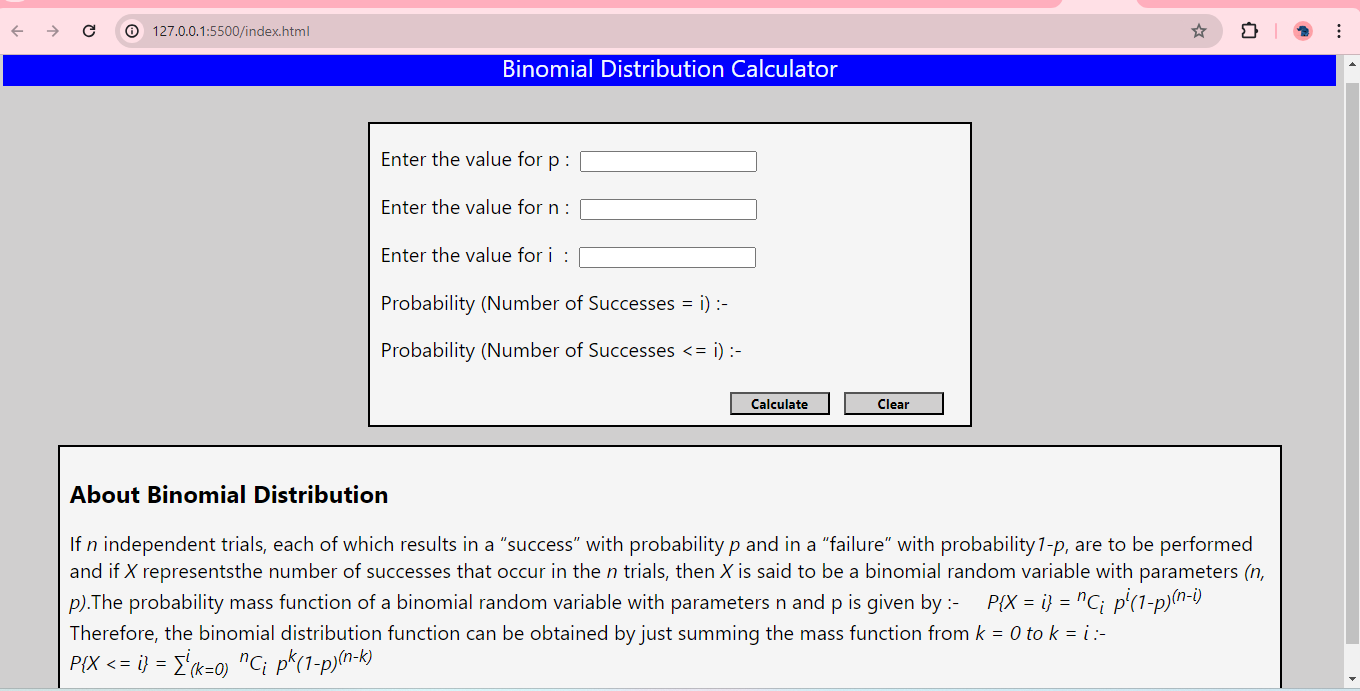 127.0.0.1:5500/index.html
Binomial Distribution Calculator
Enter the value for p :
Enter the value for n :
Enter the value for i :
Probability (Number of Successes = i) :-
Probability (Number of Successes <= i) :-
Calculate Clear
About Binomial Distribution
If n independent trials, each of which results in a “success” with probability p and in a “failure” with probability1-p, are to be performed
and if X representsthe number of successes that occur in the n trials, then X is said to be a binomial random variable with parameters (n,
p).The probability mass function of a binomial random variable with parameters n and p is given by :- P{X = i} = ⁿCᵢ pⁱ(1-p)⁽ⁿ⁻ⁱ⁾
Therefore, the binomial distribution function can be obtained by just summing the mass function from k = 0 to k = i :-
P{X <= i} = ∑ⁱ₍ₖ₌₀₎ ⁿCᵢ pᵏ(1-p)⁽ⁿ⁻ᵏ⁾